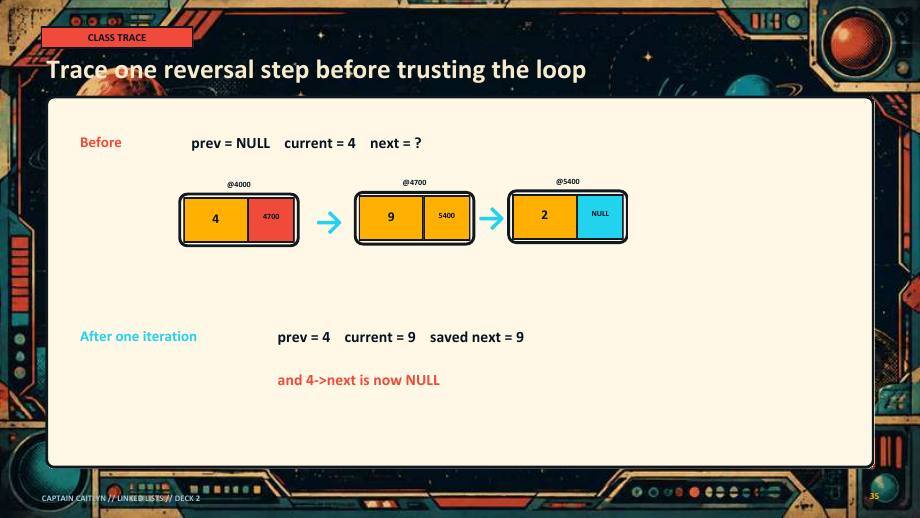 CLASS TRACE
Trace one reversal step before trusting the loop
Before
prev = NULL current = 4 next = ?
@4000 @4700 @5400
4 4700 9 5400 2 NULL
After one iteration
prev = 4 current = 9 saved next = 9
and 4->next is now NULL
CAPTAIN CAITLYN // LINKED LISTS // DECK 2
35